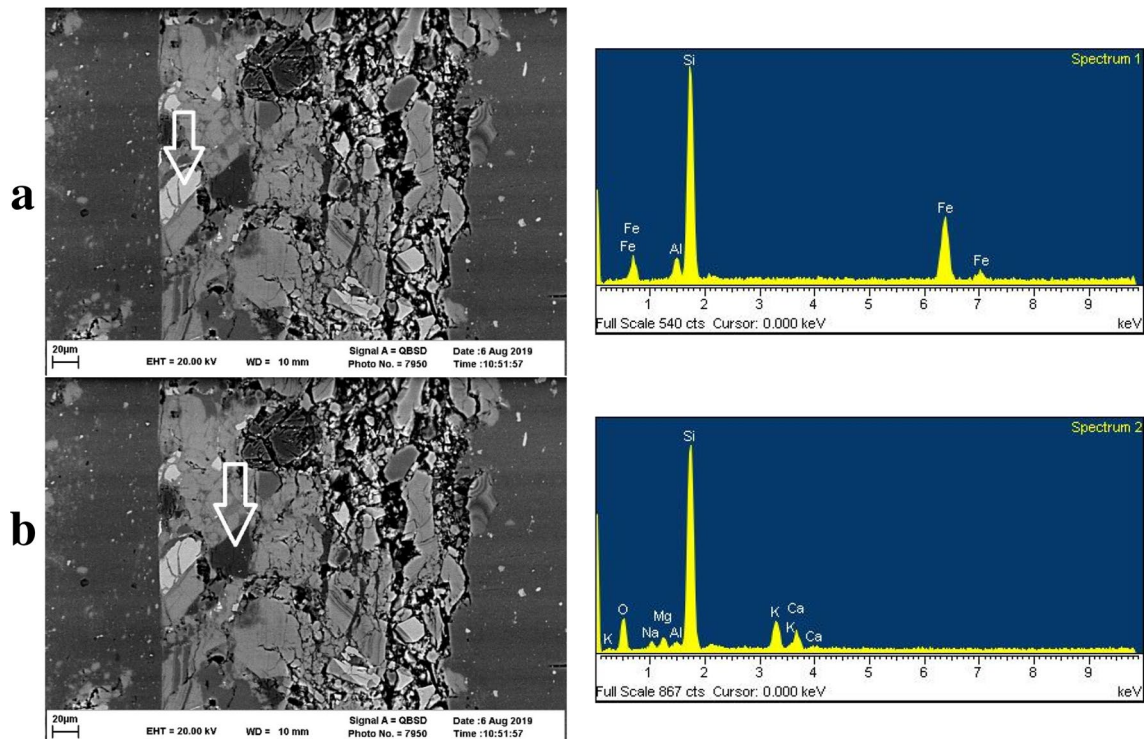 a
20μm
EHT = 20.00 kV WD = 10 mm Signal A = QBSD Date :6 Aug 2019
Photo No. = 7950 Time :10:51:57
Spectrum 1
Si
Fe
Fe
Al
Fe
Fe
1 2 3 4 5 6 7 8 9
Full Scale 540 cts Cursor: 0.000 keV keV
b
20μm
EHT = 20.00 kV WD = 10 mm Signal A = QBSD Date :6 Aug 2019
Photo No. = 7950 Time :10:51:57
Spectrum 2
Si
K
O
Na
Mg
Al
K
K
Ca
Ca
1 2 3 4 5 6 7 8 9
Full Scale 867 cts Cursor: 0.000 keV keV